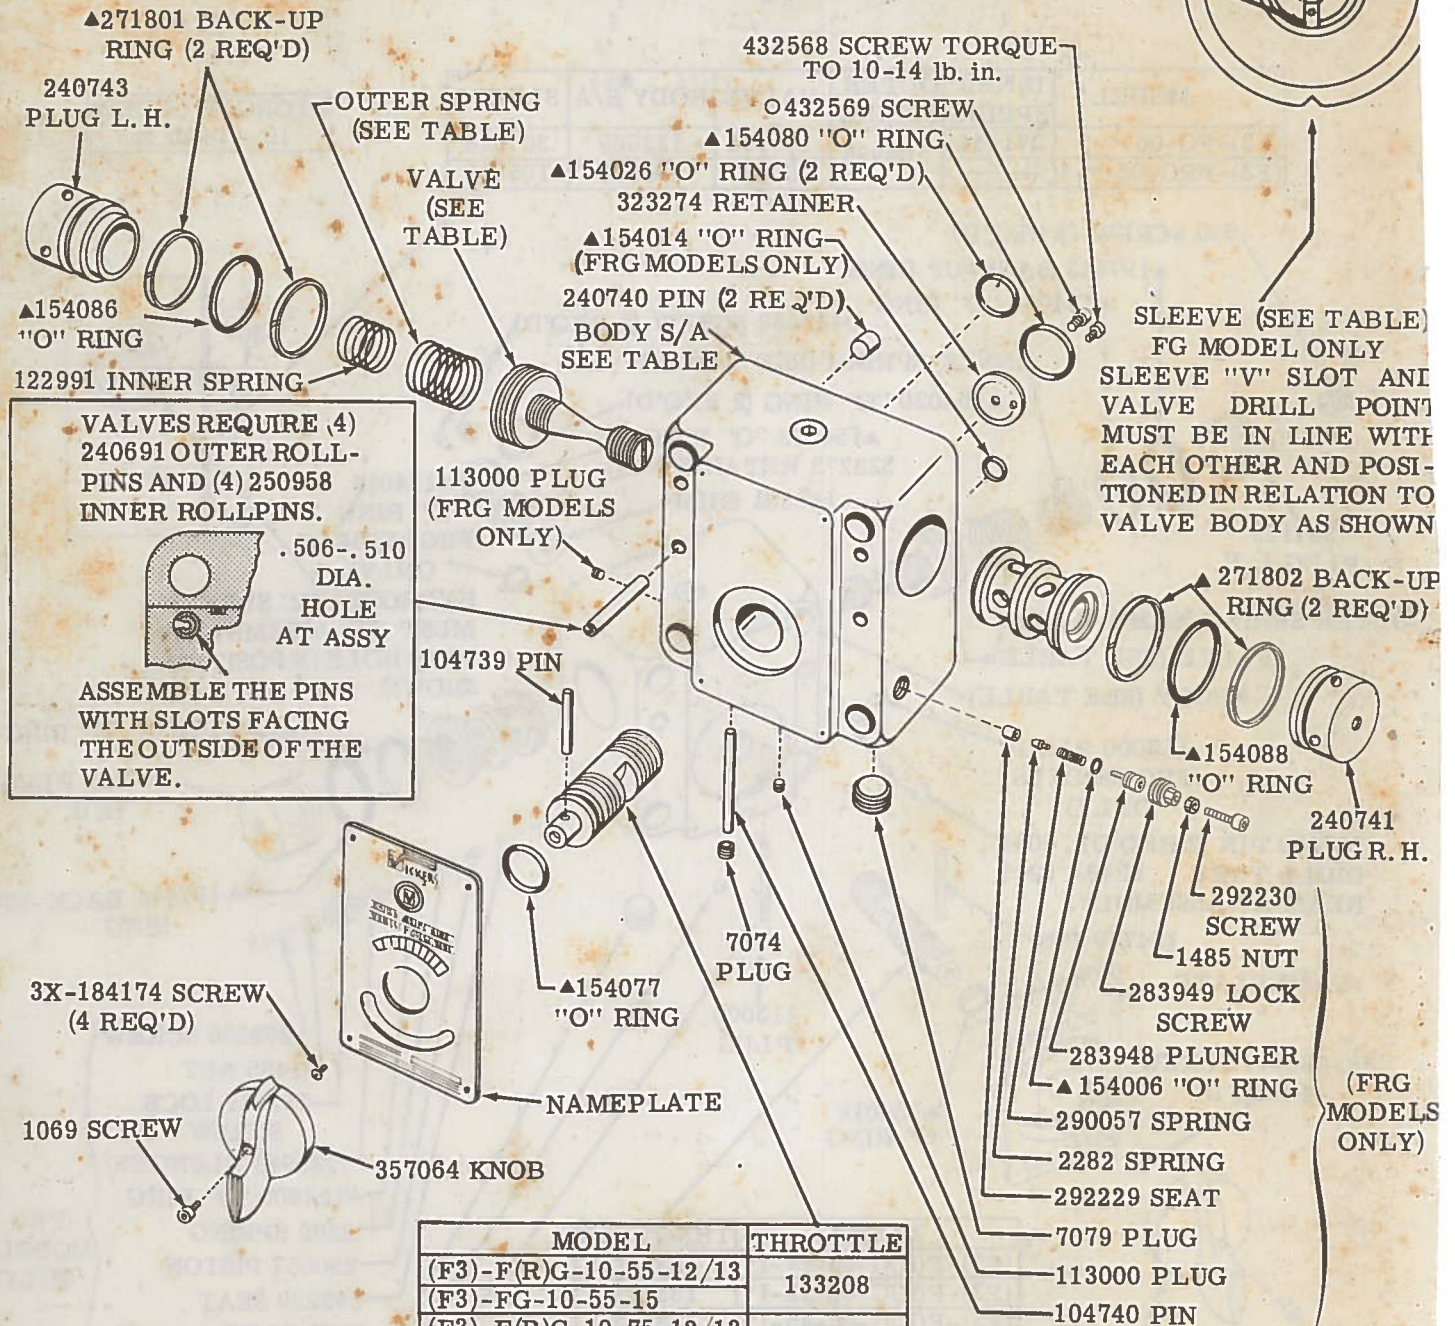 ▲271801 BACK-UP
RING (2 REQ'D)
240743
PLUG L.H.
OUTER SPRING
(SEE TABLE)
VALVE
(SEE
TABLE)
▲154086
"O" RING
122991 INNER SPRING
432568 SCREW TORQUE
TO 10-14 lb. in.
O432569 SCREW
▲154080 "O" RING
▲154026 "O" RING (2 REQ'D)
323274 RETAINER
▲154014 "O" RING
(FRG MODELS ONLY)
240740 PIN (2 REQ'D)
BODY S/A
SEE TABLE
SLEEVE (SEE TABLE)
FG MODEL ONLY
SLEEVE "V" SLOT AND
VALVE DRILL POINT
MUST BE IN LINE WITH
EACH OTHER AND POSI-
TIONED IN RELATION TO
VALVE BODY AS SHOWN
VALVES REQUIRE (4)
240691 OUTER ROLL-
PINS AND (4) 250958
INNER ROLLPINS.
.506-.510
DIA.
HOLE
AT ASSY
ASSEMBLE THE PINS
WITH SLOTS FACING
THE OUTSIDE OF THE
VALVE.
113000 PLUG
(FRG MODELS
ONLY)
104739 PIN
▲271802 BACK-UP
RING (2 REQ'D)
▲154088
"O" RING
240741
PLUG R.H.
VICKERS
M
7074
PLUG
▲154077
"O" RING
3X-184174 SCREW
(4 REQ'D)
NAMEPLATE
1069 SCREW
357064 KNOB
292230
SCREW
1485 NUT
283949 LOCK
SCREW
283948 PLUNGER
▲154006 "O" RING
290057 SPRING
2282 SPRING
292229 SEAT
7079 PLUG
113000 PLUG
104740 PIN
(FRG
MODELS
ONLY)
MODEL THROTTLE
(F3)-F(R)G-10-55-12/13 133208
(F3)-FG-10-55-15
(F3)-F(R)G-10-75-12/13